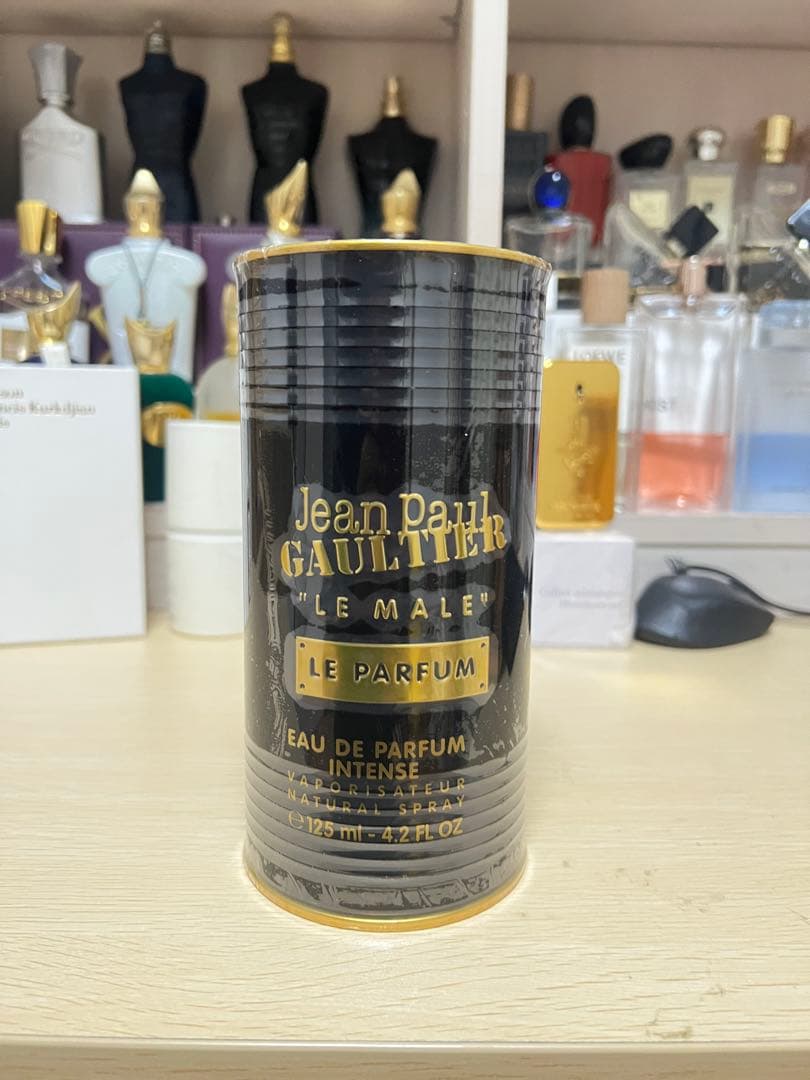 Jean Paul
GAULTIER
"LE MALE"
LE PARFUM
EAU DE PARFUM
INTENSE
VAPORISATEUR
NATURAL SPRAY
℮125 ml - 4.2 FL OZ
LOEWE